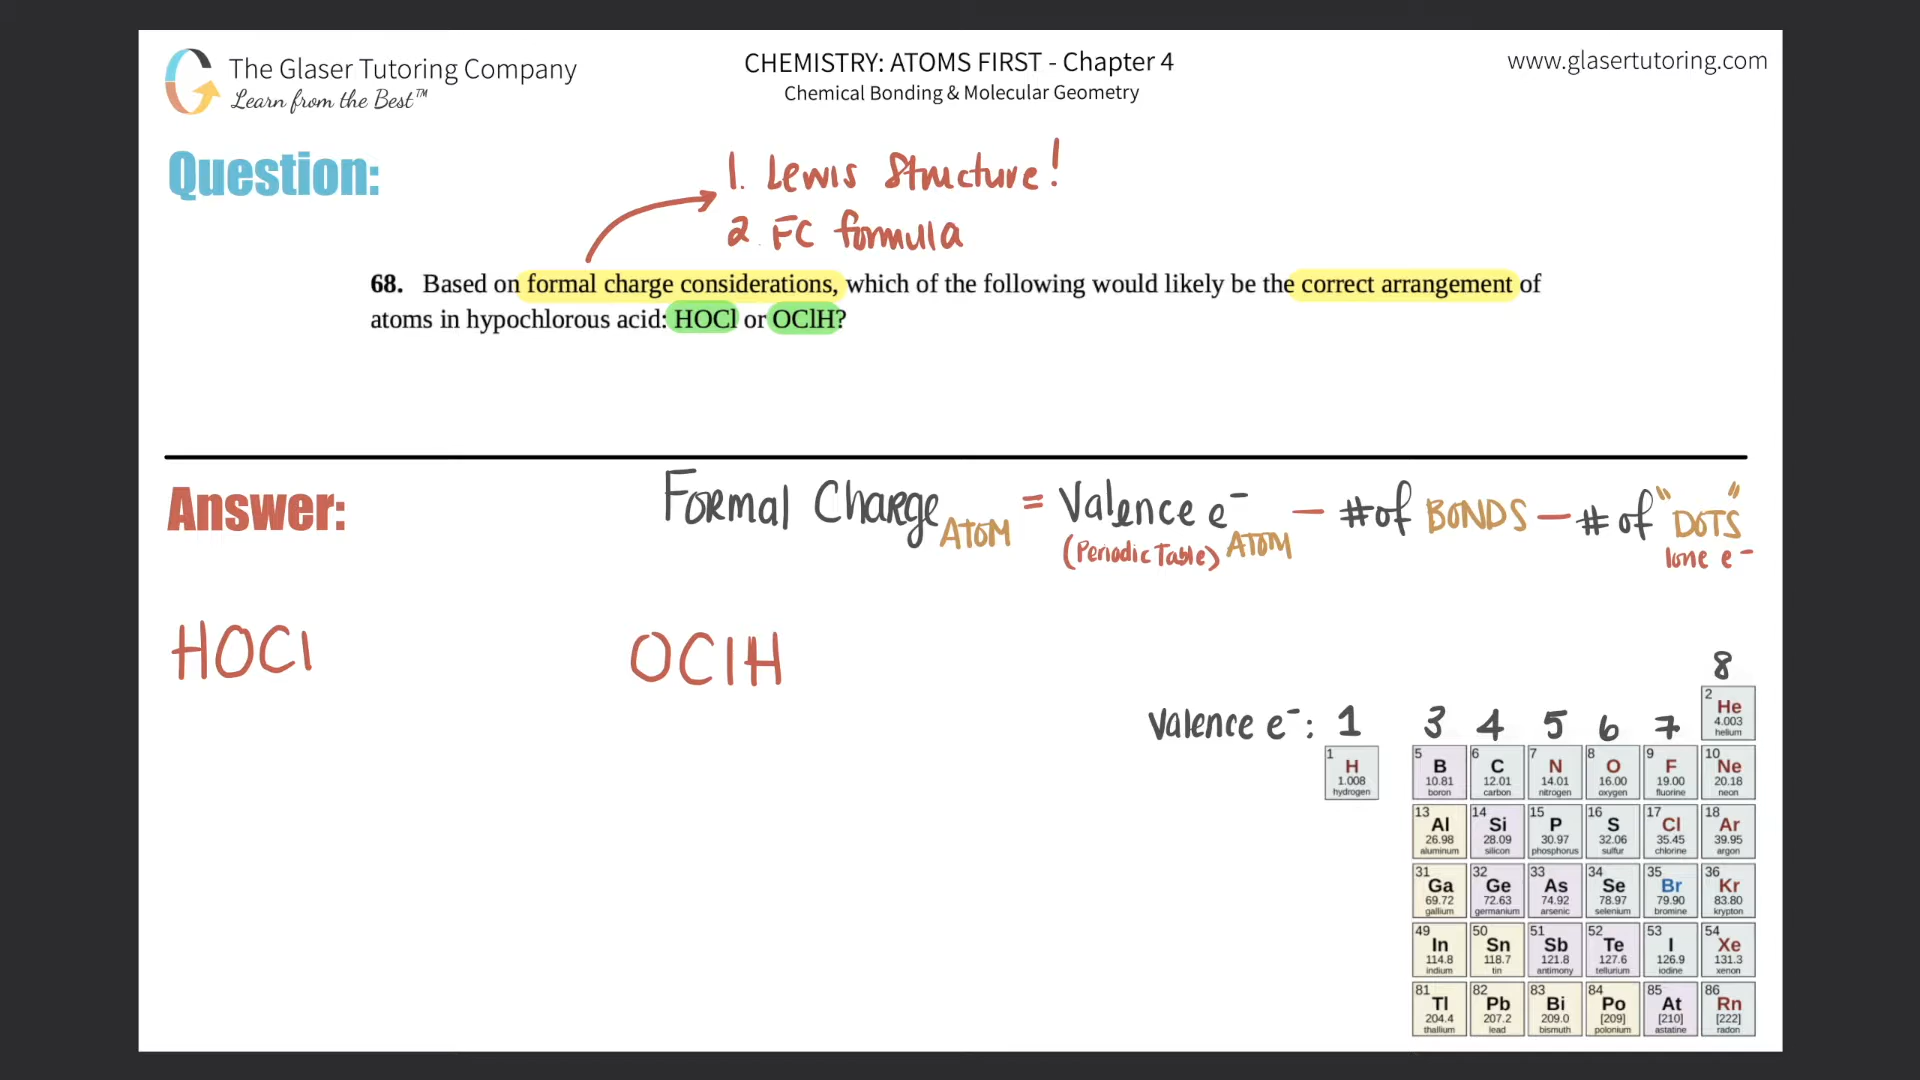 The Glaser Tutoring Company
Learn from the Best™
CHEMISTRY: ATOMS FIRST - Chapter 4
Chemical Bonding & Molecular Geometry
www.glasertutoring.com
Question:
1. Lewis Structure!
2. FC formula
68. Based on formal charge considerations, which of the following would likely be the correct arrangement of
atoms in hypochlorous acid: HOCl or OClH?
Answer:
Formal Charge ATOM = Valence e⁻ ATOM − # of BONDS − # of "DOTS"
(Periodic Table) lone e⁻
HOCl OClH
8
Valence e⁻: 1 3 4 5 6 7
2 He 4.003 helium
1 H 1.008 hydrogen
5 B 10.81 boron
6 C 12.01 carbon
7 N 14.01 nitrogen
8 O 16.00 oxygen
9 F 19.00 fluorine
10 Ne 20.18 neon
13 Al 26.98 aluminum
14 Si 28.09 silicon
15 P 30.97 phosphorus
16 S 32.06 sulfur
17 Cl 35.45 chlorine
18 Ar 39.95 argon
31 Ga 69.72 gallium
32 Ge 72.63 germanium
33 As 74.92 arsenic
34 Se 78.97 selenium
35 Br 79.90 bromine
36 Kr 83.80 krypton
49 In 114.8 indium
50 Sn 118.7 tin
51 Sb 121.8 antimony
52 Te 127.6 tellurium
53 I 126.9 iodine
54 Xe 131.3 xenon
81 Tl 204.4 thallium
82 Pb 207.2 lead
83 Bi 209.0 bismuth
84 Po [209] polonium
85 At [210] astatine
86 Rn [222] radon